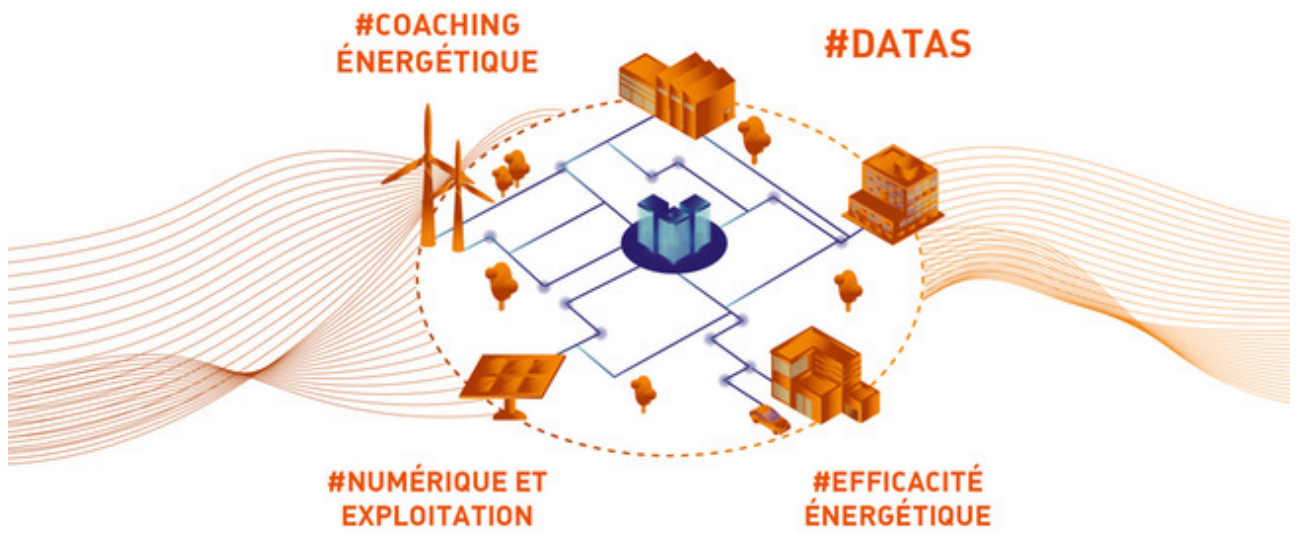 #COACHING
ÉNERGÉTIQUE
#DATAS
#NUMÉRIQUE ET
EXPLOITATION
#EFFICACITÉ
ÉNERGÉTIQUE